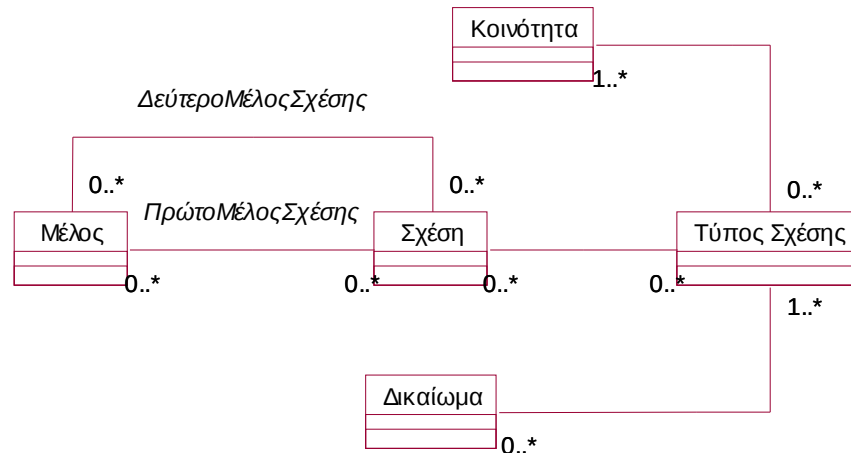 Κοινότητα
1..*
ΔεύτεροΜέλοςΣχέσης
0..*
0..*
0..*
ΠρώτοΜέλοςΣχέσης
Μέλος
Σχέση
Τύπος Σχέσης
0..*
0..*
0..*
0..*
1..*
Δικαίωμα
0..*